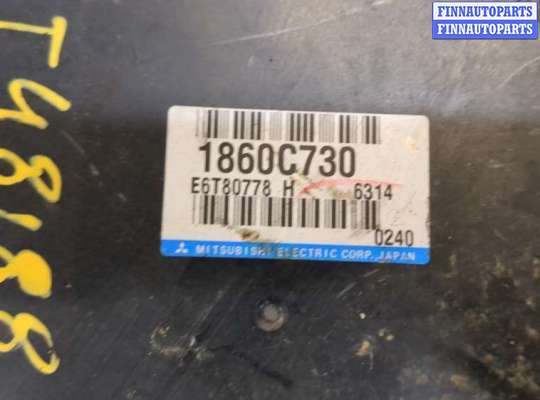 FINNAUTOPARTS
FINNAUTOPARTS
T48188
1860C730
E6T80778 H 6314
0240
MITSUBISHI ELECTRIC CORP. JAPAN